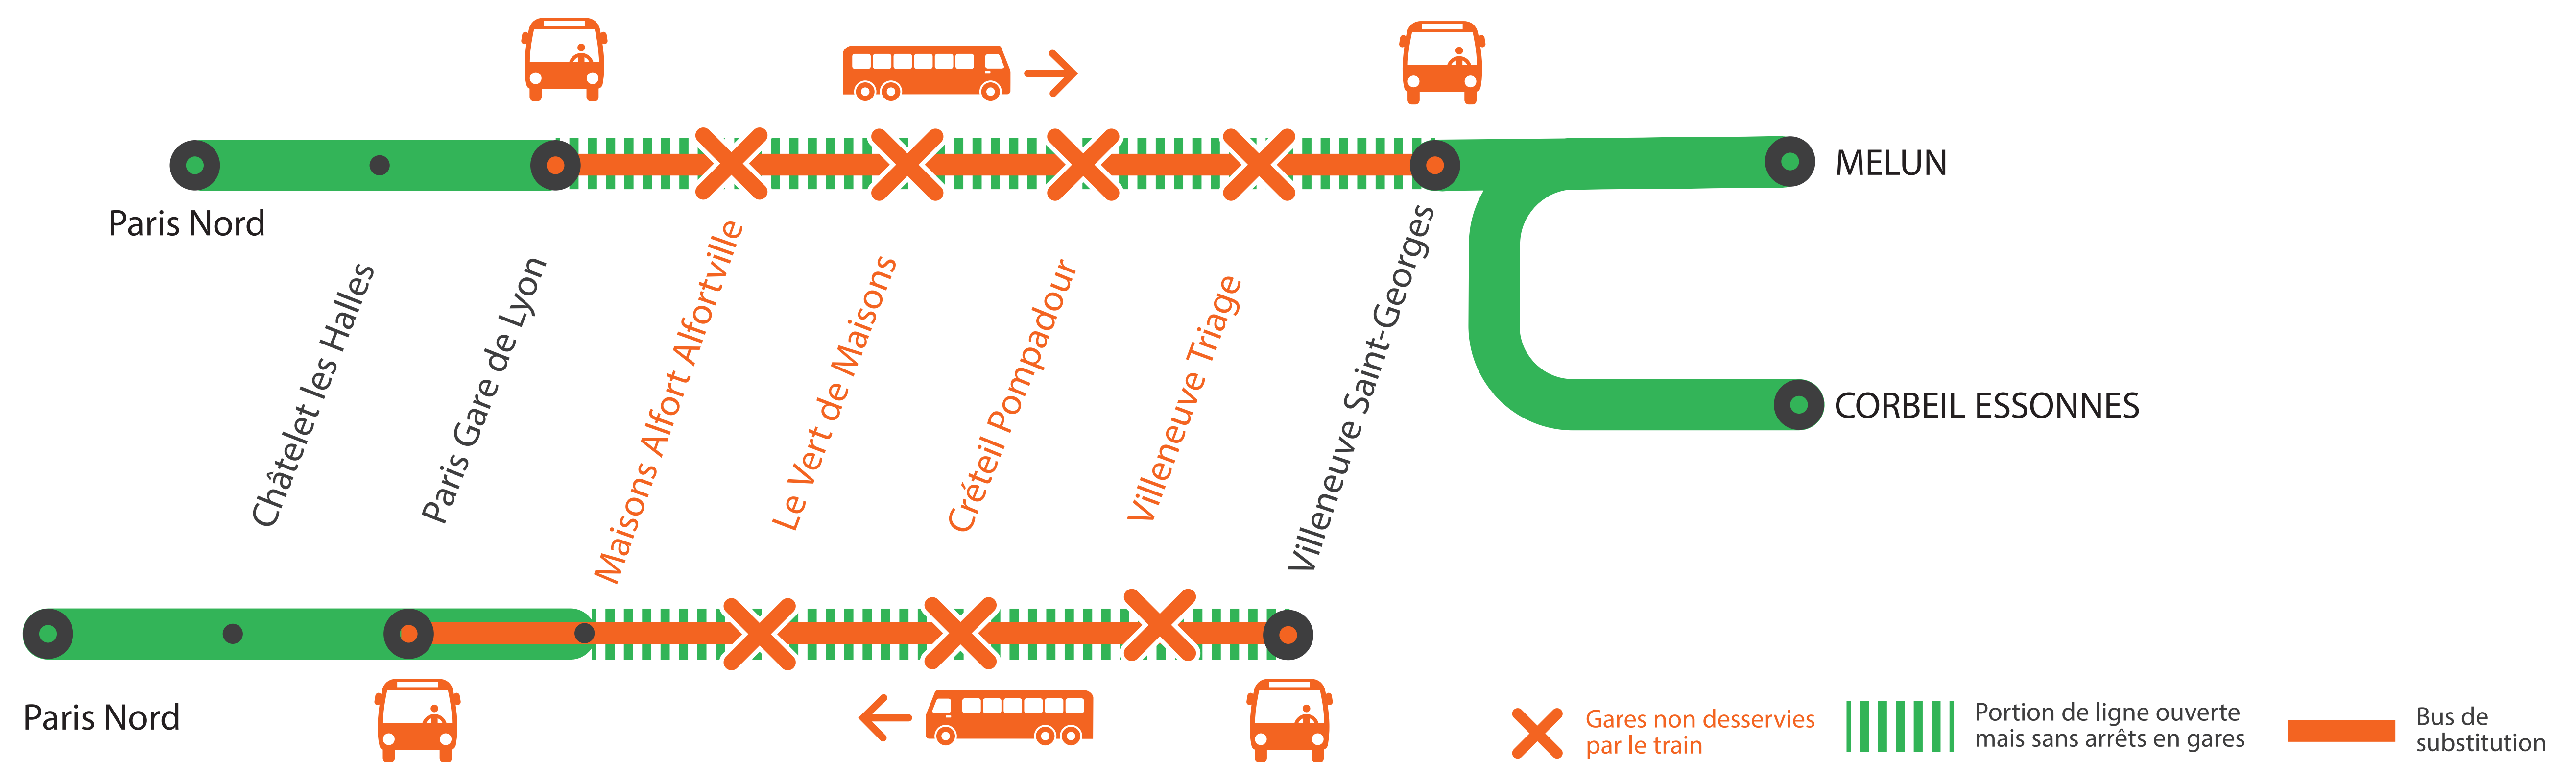 MELUN
Paris Nord
Châtelet les Halles
Paris Gare de Lyon
Maisons Alfort Alfortville
Le Vert de Maisons
Créteil Pompadour
Villeneuve Triage
Villeneuve Saint-Georges
CORBEIL ESSONNES
Paris Nord
Gares non desservies
par le train
Portion de ligne ouverte
mais sans arrêts en gares
Bus de
substitution